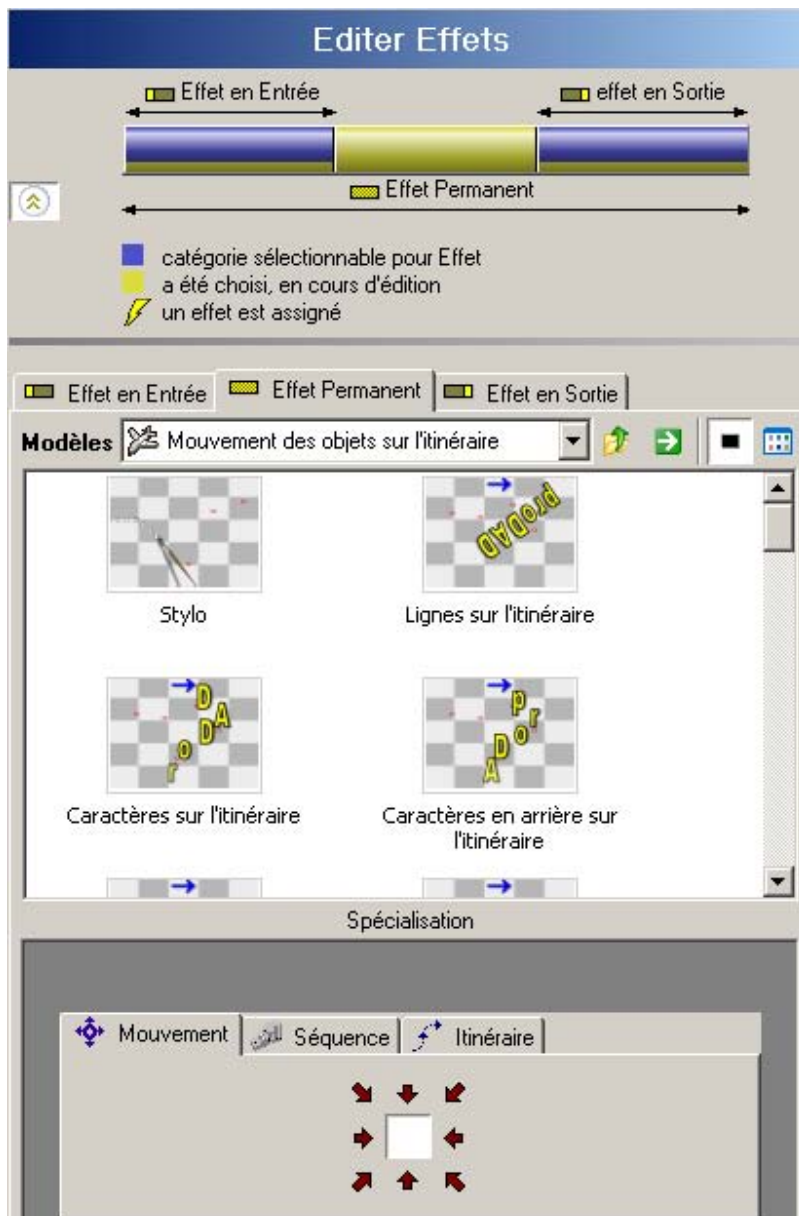 Editer Effets
Effet en Entrée
effet en Sortie
Effet Permanent
catégorie sélectionnable pour Effet
a été choisi, en cours d'édition
un effet est assigné
Effet en Entrée
Effet Permanent
Effet en Sortie
Modèles
Mouvement des objets sur l'itinéraire
proDAD
Stylo
Lignes sur l'itinéraire
D
A
D
o
r
p
r
o
D
A
Caractères sur l'itinéraire
Caractères en arrière sur
l'itinéraire
Spécialisation
Mouvement
Séquence
Itinéraire